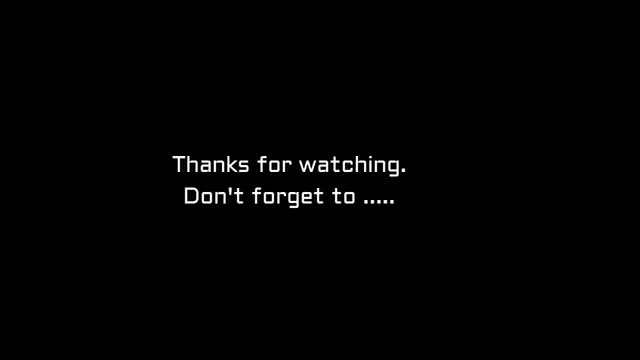 Thanks for watching.
Don't forget to .....